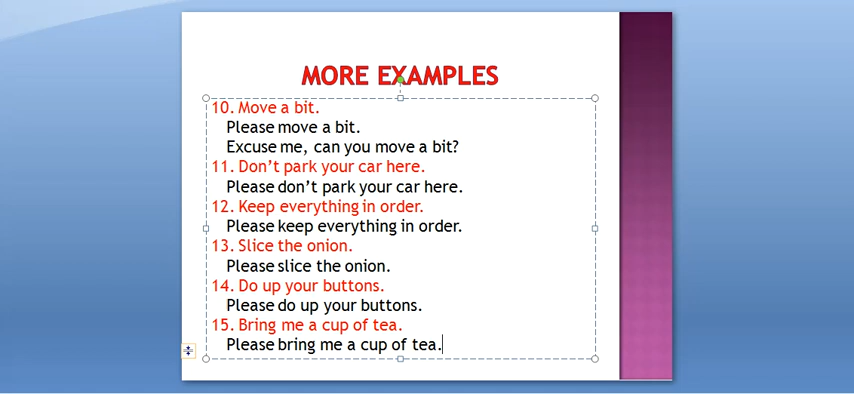 MORE EXAMPLES
10. Move a bit.
Please move a bit.
Excuse me, can you move a bit?
11. Don't park your car here.
Please don't park your car here.
12. Keep everything in order.
Please keep everything in order.
13. Slice the onion.
Please slice the onion.
14. Do up your buttons.
Please do up your buttons.
15. Bring me a cup of tea.
Please bring me a cup of tea.